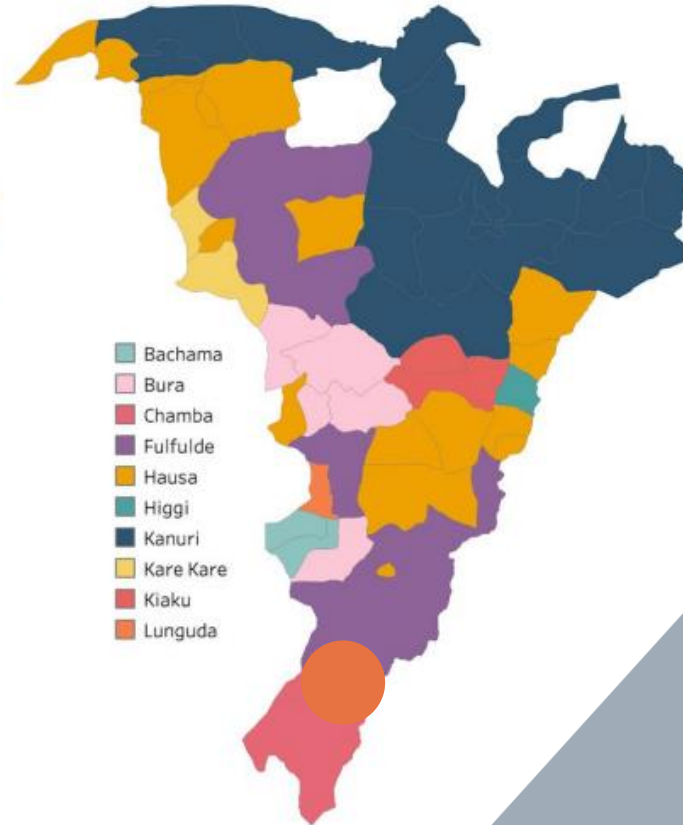 Bachama
Bura
Chamba
Fulfulde
Hausa
Higgi
Kanuri
Kare Kare
Kiaku
Lunguda